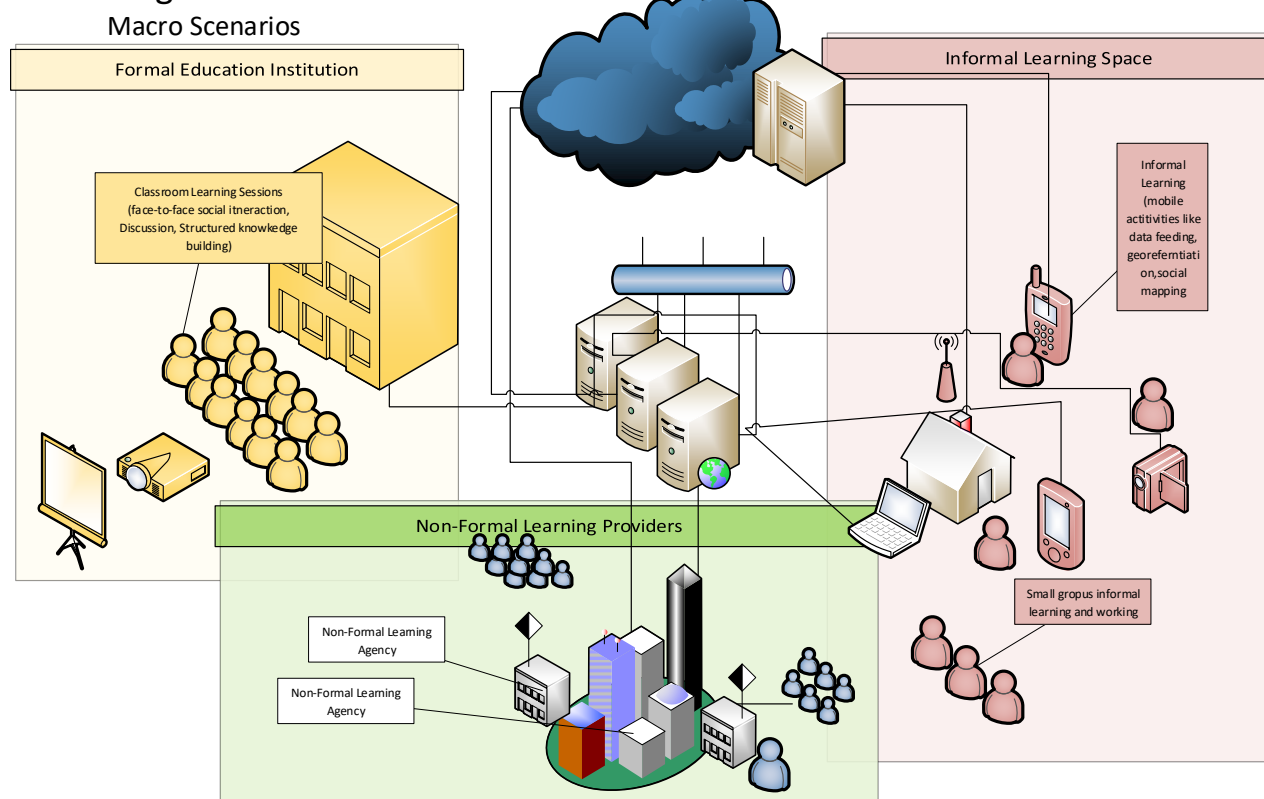 Macro Scenarios
Formal Education Institution
Informal Learning Space
Classroom Learning Sessions
(face-to-face social itneraction,
Discussion, Structured knowkedge
building)
Informal
Learning
(mobile
actitivities like
data feeding,
georeferntiati
on,social
mapping
Non-Formal Learning Providers
Non-Formal Learning
Agency
Non-Formal Learning
Agency
Small gropus informal
learning and working